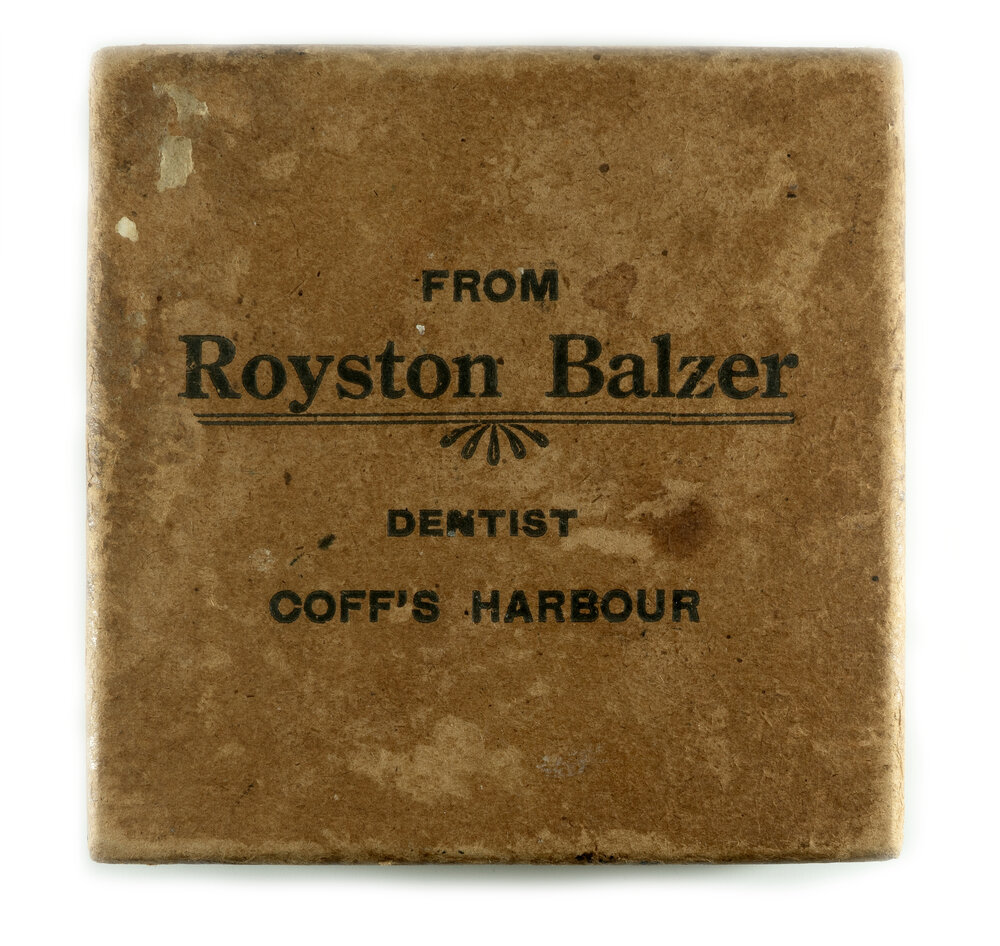 FROM
Royston Balzer
DENTIST
COFF'S HARBOUR